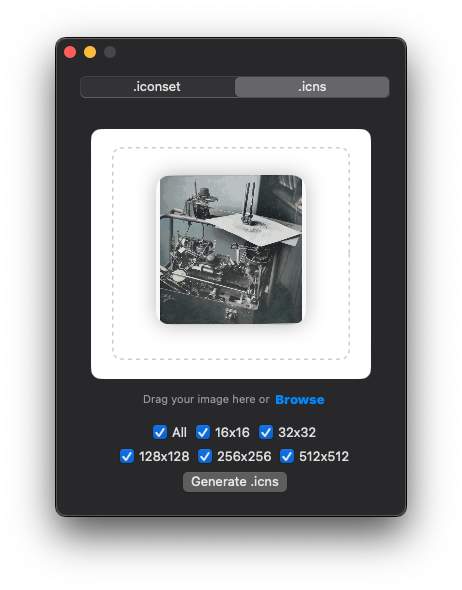 .iconset .icns
Drag your image here or Browse
All 16x16 32x32
128x128 256x256 512x512
Generate .icns